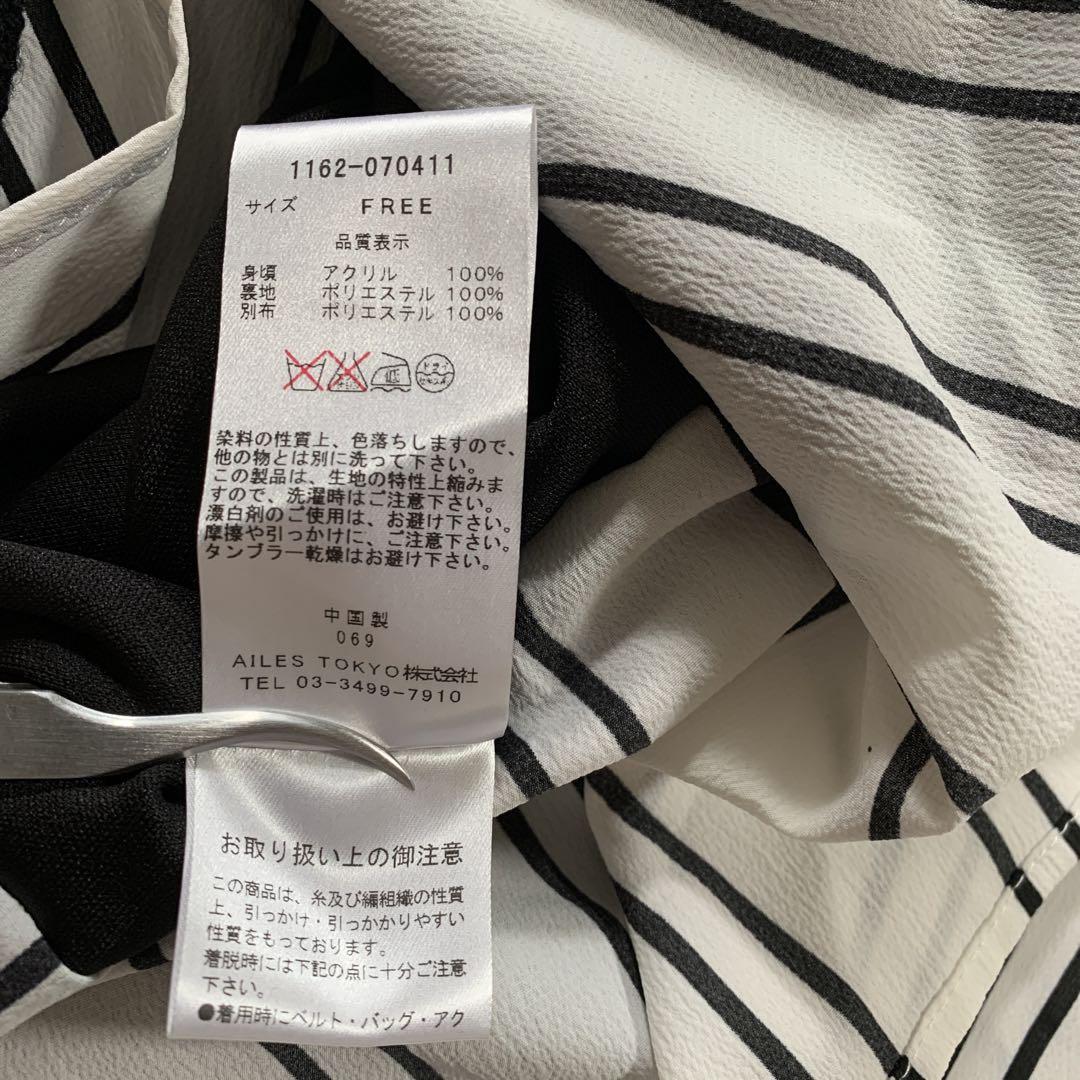 1162-070411
サイズ FREE
品質表示
身頃 アクリル 100%
裏地 ポリエステル 100%
別布 ポリエステル 100%
低 ドライ
染料の性質上、色落ちしますので、
他の物とは別に洗って下さい。
この製品は、生地の特性上縮みま
すので、洗濯時はご注意下さい。
漂白剤のご使用は、お避け下さい。
摩擦や引っかけに、ご注意下さい。
タンブラー乾燥はお避け下さい。
中国製
069
AILES TOKYO株式会社
TEL 03-3499-7910
お取り扱い上の御注意
この商品は、糸及び編組織の性質
上、引っかけ・引っかかりやすい
性質をもっております。
着脱時には下記の点に十分ご注意
下さい。
●着用時にベルト・バッグ・アク